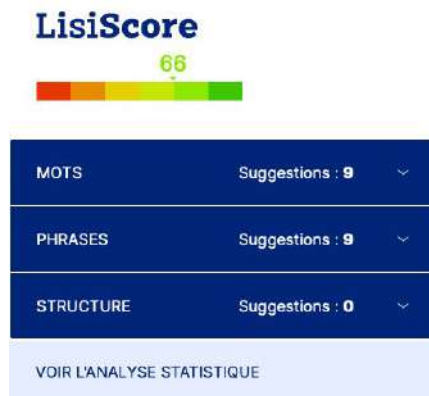 LisiScore
66
MOTS Suggestions : 9
PHRASES Suggestions : 9
STRUCTURE Suggestions : 0
VOIR L'ANALYSE STATISTIQUE